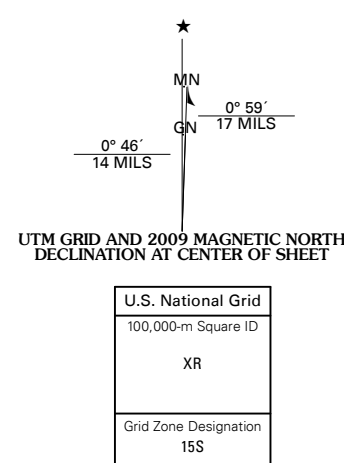 ★
MN
0° 59´
17 MILS
GN
0° 46´
14 MILS
UTM GRID AND 2009 MAGNETIC NORTH
DECLINATION AT CENTER OF SHEET
U.S. National Grid
100,000-m Square ID
XR
Grid Zone Designation
15S